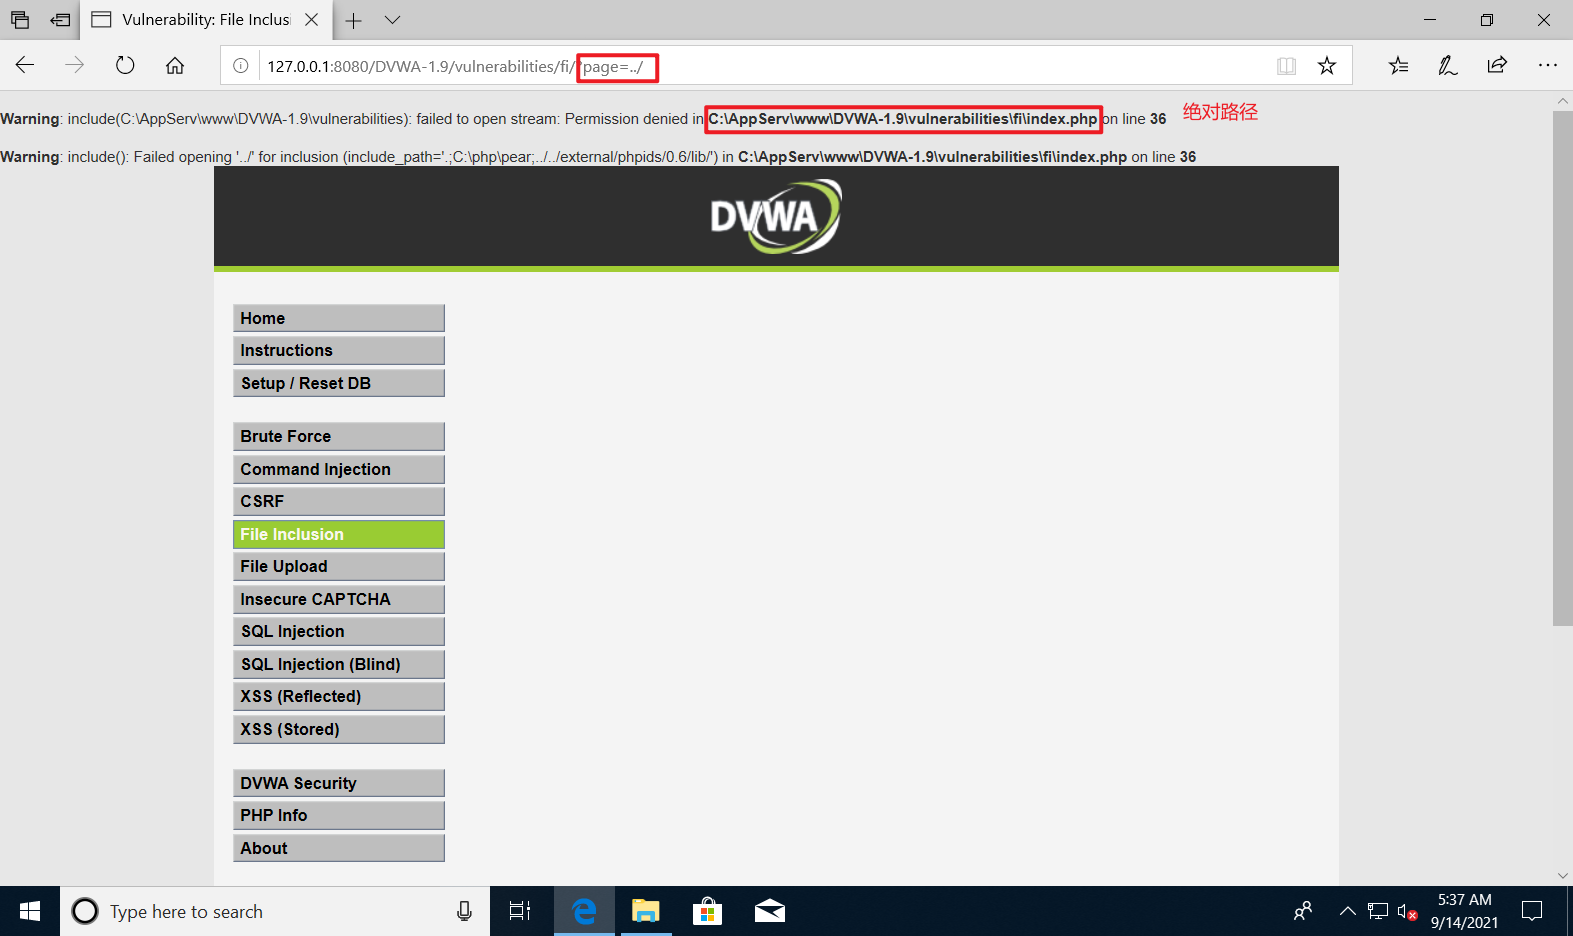 Vulnerability: File Inclusi
127.0.0.1:8080/DVWA-1.9/vulnerabilities/fi/?page=../
Warning: include(C:\AppServ\www\DVWA-1.9\vulnerabilities): failed to open stream: Permission denied in C:\AppServ\www\DVWA-1.9\vulnerabilities\fi\index.php on line 36 绝对路径
Warning: include(): Failed opening '../' for inclusion (include_path='.;C:\php\pear;../../external/phpids/0.6/lib/') in C:\AppServ\www\DVWA-1.9\vulnerabilities\fi\index.php on line 36
DVWA
Home
Instructions
Setup / Reset DB
Brute Force
Command Injection
CSRF
File Inclusion
File Upload
Insecure CAPTCHA
SQL Injection
SQL Injection (Blind)
XSS (Reflected)
XSS (Stored)
DVWA Security
PHP Info
About
Type here to search
5:37 AM
9/14/2021